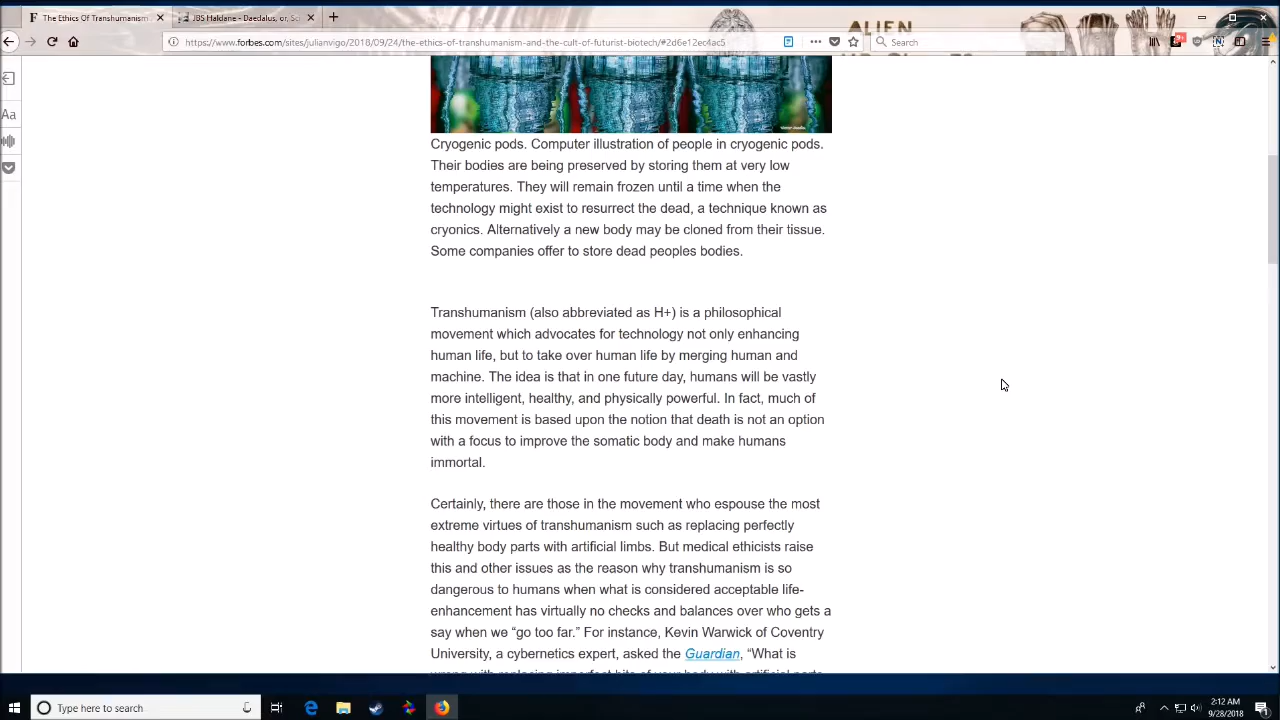 The Ethics Of Transhumanism
JBS Haldane - Daedalus, or, Sc
ALIEN
https://www.forbes.com/sites/julianvigo/2018/09/24/the-ethics-of-transhumanism-and-the-cult-of-futurist-biotech/#2d6e12ec4ac5
Search
Aa
Cryogenic pods. Computer illustration of people in cryogenic pods.
Their bodies are being preserved by storing them at very low
temperatures. They will remain frozen until a time when the
technology might exist to resurrect the dead, a technique known as
cryonics. Alternatively a new body may be cloned from their tissue.
Some companies offer to store dead peoples bodies.
Transhumanism (also abbreviated as H+) is a philosophical
movement which advocates for technology not only enhancing
human life, but to take over human life by merging human and
machine. The idea is that in one future day, humans will be vastly
more intelligent, healthy, and physically powerful. In fact, much of
this movement is based upon the notion that death is not an option
with a focus to improve the somatic body and make humans
immortal.
Certainly, there are those in the movement who espouse the most
extreme virtues of transhumanism such as replacing perfectly
healthy body parts with artificial limbs. But medical ethicists raise
this and other issues as the reason why transhumanism is so
dangerous to humans when what is considered acceptable life-
enhancement has virtually no checks and balances over who gets a
say when we “go too far.” For instance, Kevin Warwick of Coventry
University, a cybernetics expert, asked the Guardian, “What is
wrong with replacing imperfect bits of your body with artificial parts
Type here to search
2:12 AM
9/28/2018